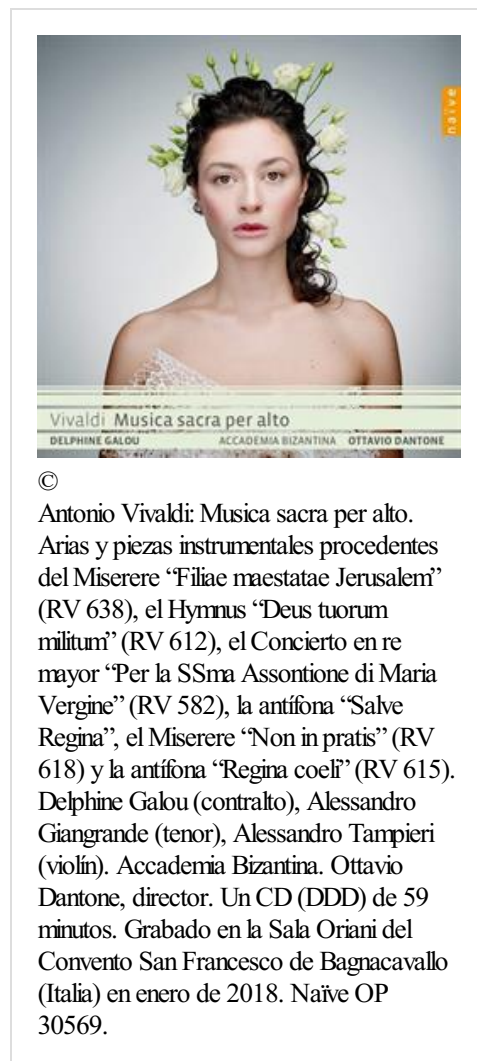 naïve
Vivaldi Musica sacra per alto
DELPHINE GALOU ACCADEMIA BIZANTINA OTTAVIO DANTONE
©
Antonio Vivaldi: Musica sacra per alto.
Arias y piezas instrumentales procedentes
del Miserere “Filiae maestatae Jerusalem”
(RV 638), el Hymnus “Deus tuorum
militum” (RV 612), el Concierto en re
mayor “Per la SSma Assontione di Maria
Vergine” (RV 582), la antífona “Salve
Regina”, el Miserere “Non in pratis” (RV
618) y la antífona “Regina coeli” (RV 615).
Delphine Galou (contralto), Alessandro
Giangrande (tenor), Alessandro Tampieri
(violín). Accademia Bizantina. Ottavio
Dantone, director. Un CD (DDD) de 59
minutos. Grabado en la Sala Oriani del
Convento San Francesco de Bagnacavallo
(Italia) en enero de 2018. Naïve OP
30569.